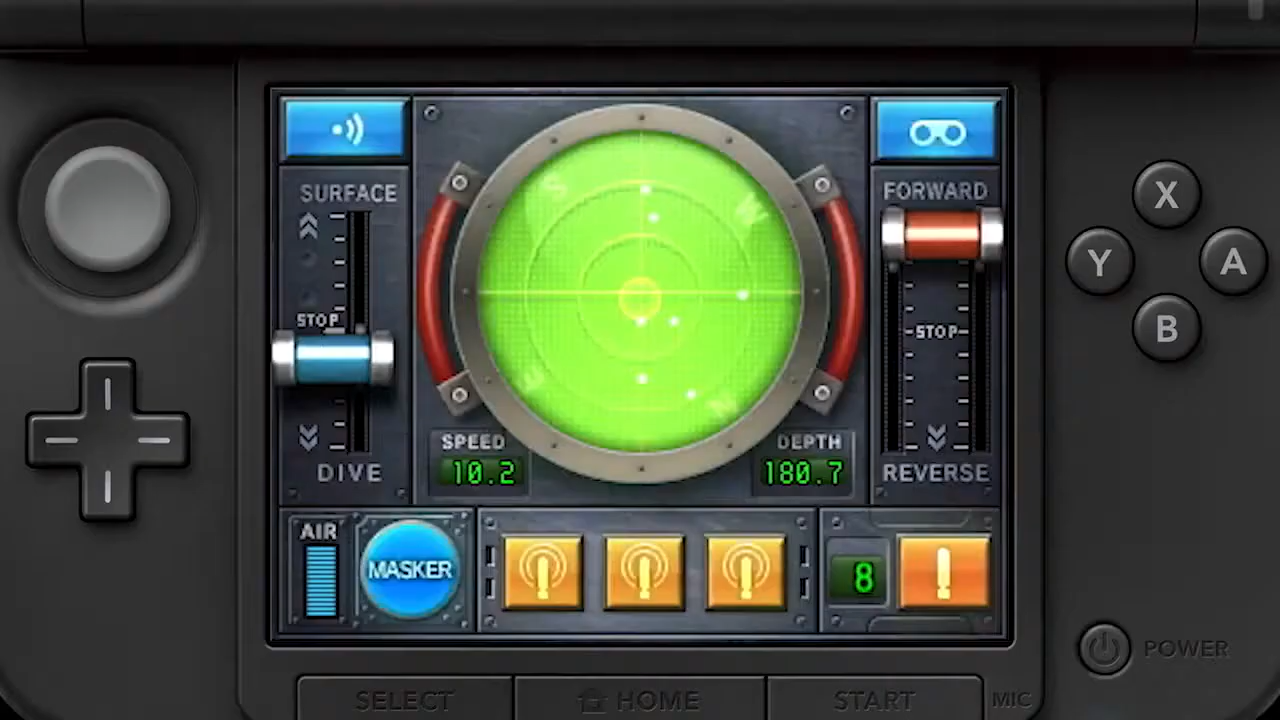 SURFACE
STOP
DIVE
S
W
N
E
SPEED
10.2
DEPTH
180.7
FORWARD
STOP
REVERSE
AIR
MASKER
8
X
Y
A
B
POWER
SELECT
HOME
START
MIC